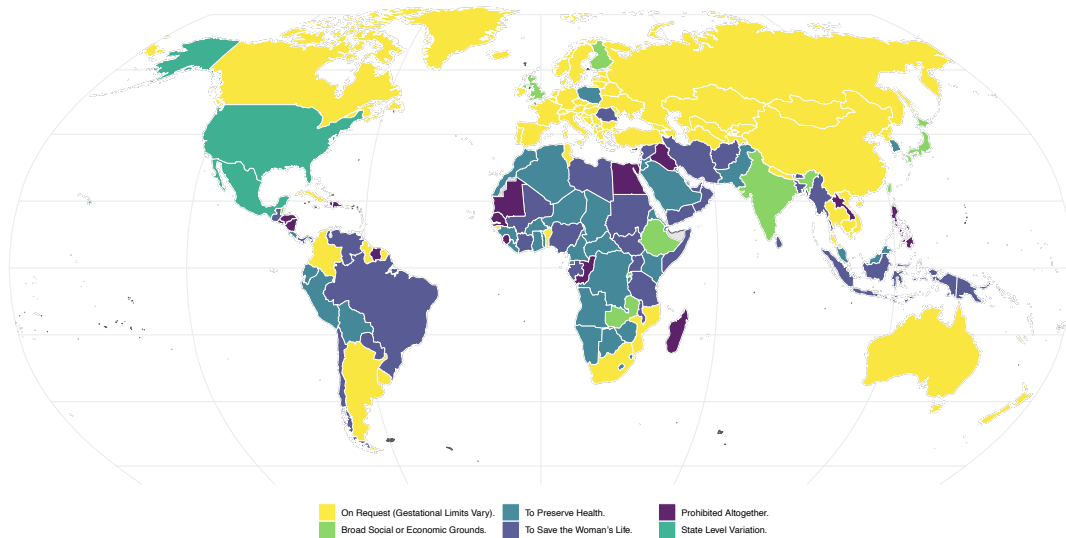 On Request (Gestational Limits Vary).
Broad Social or Economic Grounds.
To Preserve Health.
To Save the Woman's Life.
Prohibited Altogether.
State Level Variation.